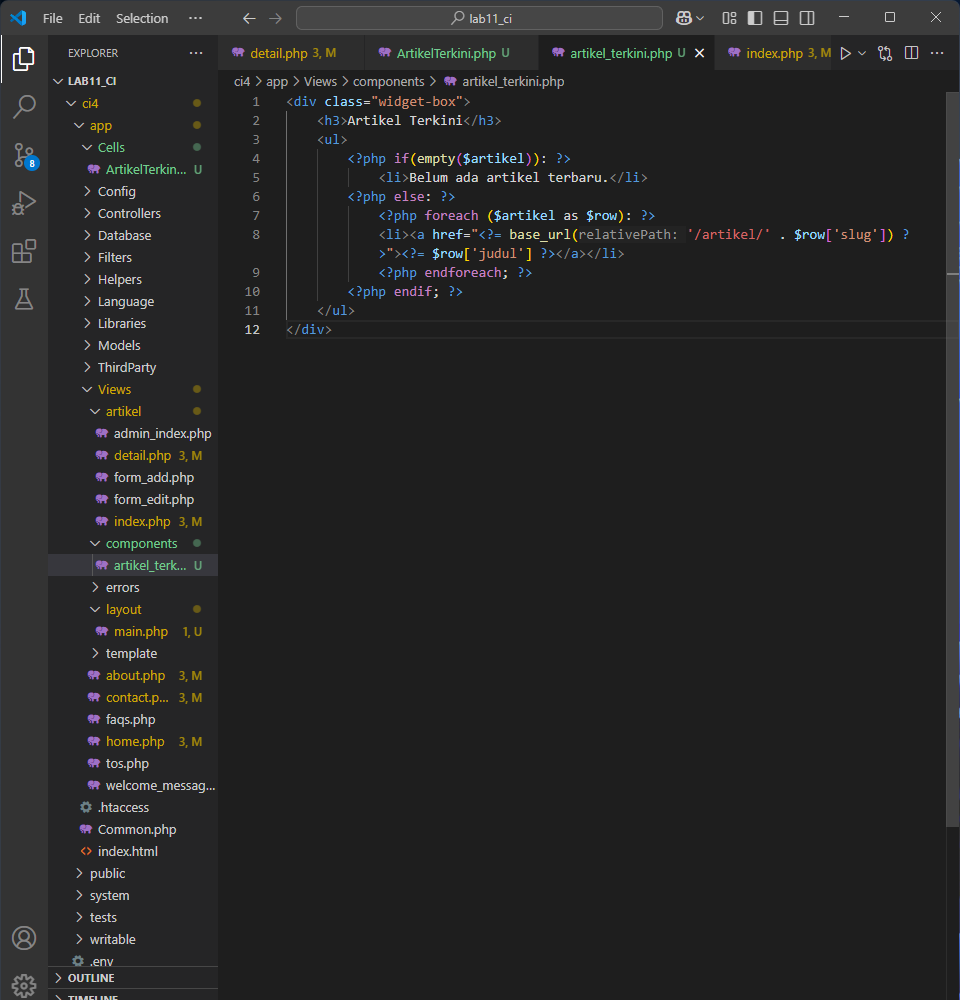 File Edit Selection ··· lab11_ci
EXPLORER ···
LAB11_CI
ci4
app
Cells
ArtikelTerkin... U
Config
Controllers
Database
Filters
Helpers
Language
Libraries
Models
ThirdParty
Views
artikel
admin_index.php
detail.php 3, M
form_add.php
form_edit.php
index.php 3, M
components
artikel_terk... U
errors
layout
main.php 1, U
template
about.php 3, M
contact.p... 3, M
faqs.php
home.php 3, M
tos.php
welcome_messag...
.htaccess
Common.php
index.html
public
system
tests
writable
.env
OUTLINE
TIMELINE
8
detail.php 3, M ArtikelTerkini.php U artikel_terkini.php U index.php 3, M ···
ci4 > app > Views > components > artikel_terkini.php
1 <div class="widget-box">
2 <h3>Artikel Terkini</h3>
3 <ul>
4 <?php if(empty($artikel)): ?>
5 <li>Belum ada artikel terbaru.</li>
6 <?php else: ?>
7 <?php foreach ($artikel as $row): ?>
8 <li><a href="<?= base_url(relativePath: '/artikel/' . $row['slug']) ?
>"><?= $row['judul'] ?></a></li>
9 <?php endforeach; ?>
10 <?php endif; ?>
11 </ul>
12 </div>